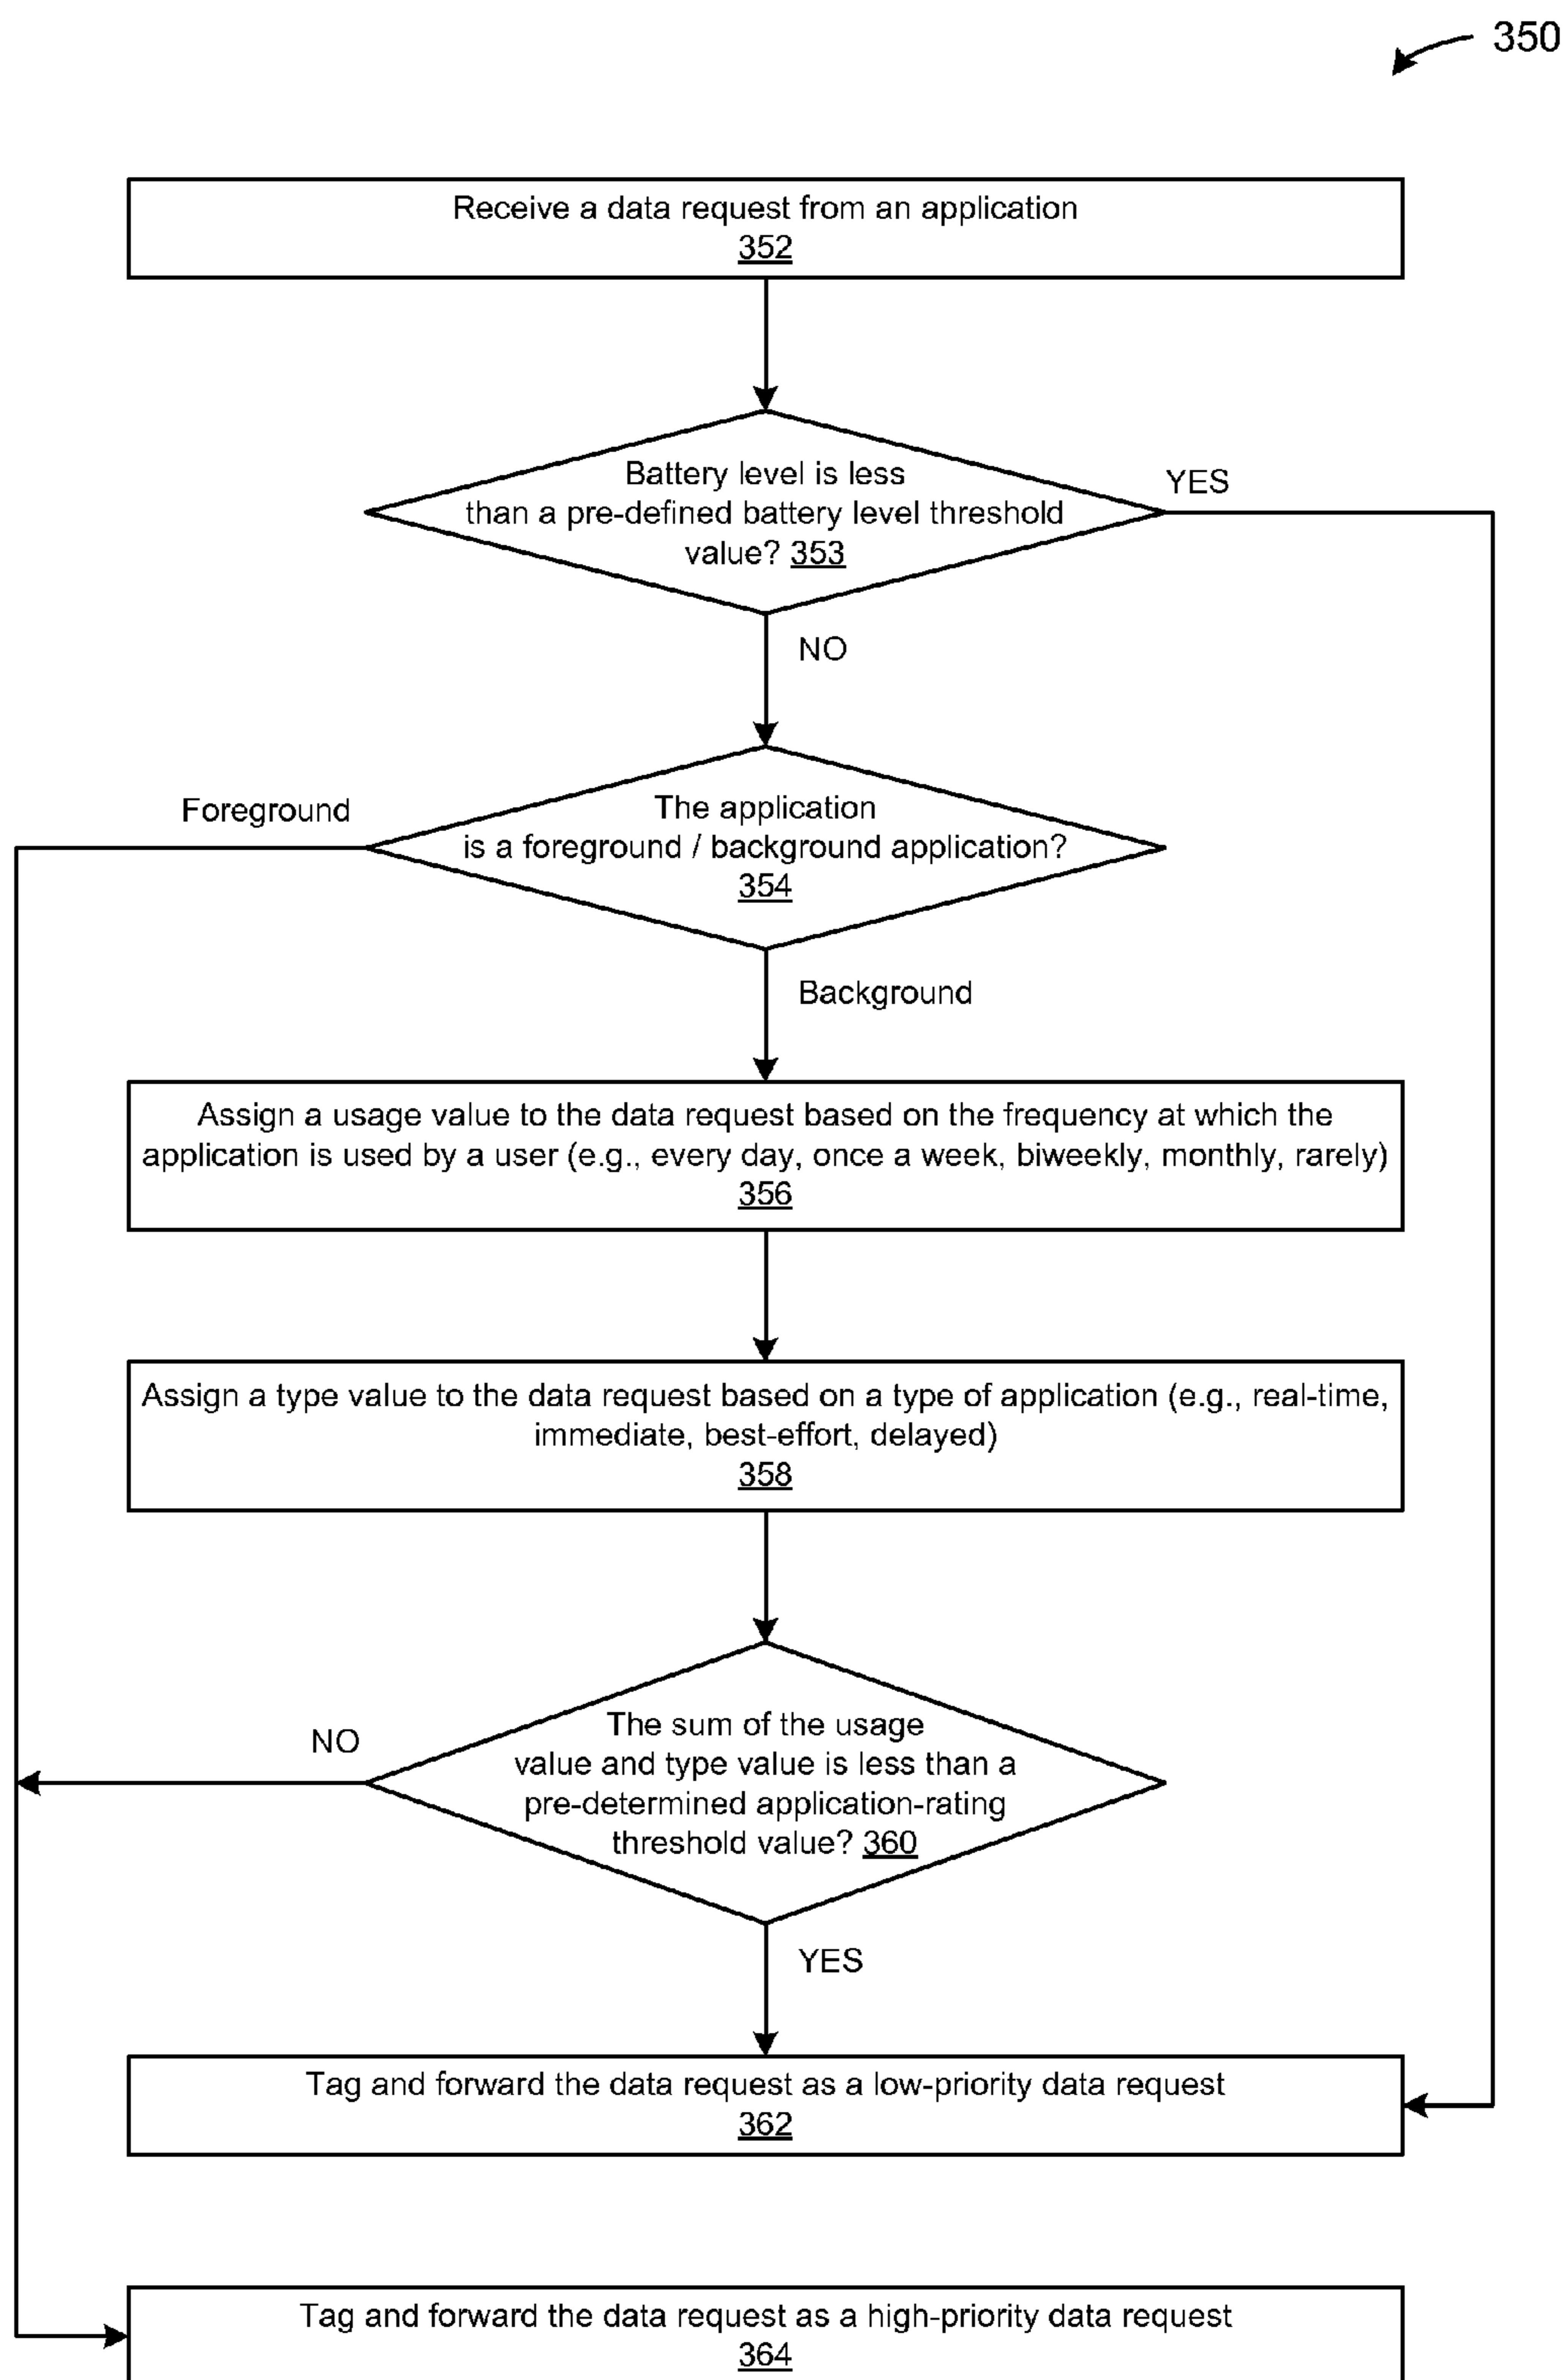 350
Receive a data request from an application
352
Battery level is less
than a pre-defined battery level threshold
value? 353
YES
NO
Foreground
The application
is a foreground / background application?
354
Background
Assign a usage value to the data request based on the frequency at which the
application is used by a user (e.g., every day, once a week, biweekly, monthly, rarely)
356
Assign a type value to the data request based on a type of application (e.g., real-time,
immediate, best-effort, delayed)
358
NO
The sum of the usage
value and type value is less than a
pre-determined application-rating
threshold value? 360
YES
Tag and forward the data request as a low-priority data request
362
Tag and forward the data request as a high-priority data request
364